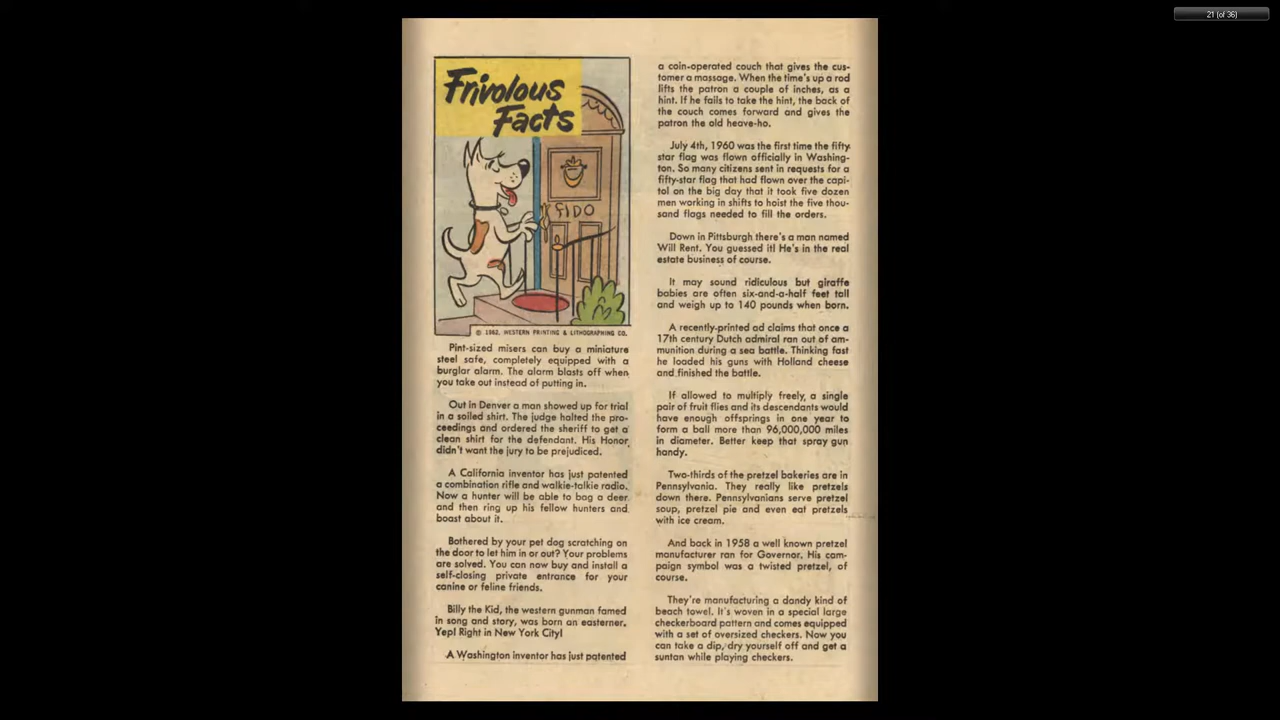 21 (of 36)
Frivolous
Facts
FIDO
© 1962, WESTERN PRINTING & LITHOGRAPHING CO.
Pint-sized misers can buy a miniature
steel safe, completely equipped with a
burglar alarm. The alarm blasts off when
you take out instead of putting in.
Out in Denver a man showed up for trial
in a soiled shirt. The judge halted the pro-
ceedings and ordered the sheriff to get a
clean shirt for the defendant. His Honor
didn't want the jury to be prejudiced.
A California inventor has just patented
a combination rifle and walkie-talkie radio.
Now a hunter will be able to bag a deer
and then ring up his fellow hunters and
boast about it.
Bothered by your pet dog scratching on
the door to let him in or out? Your problems
are solved. You can now buy and install a
self-closing private entrance for your
canine or feline friends.
Billy the Kid, the western gunman famed
in song and story, was born an easterner.
Yep! Right in New York City!
A Washington inventor has just patented
a coin-operated couch that gives the cus-
tomer a massage. When the time's up a rod
lifts the patron a couple of inches, as a
hint. If he fails to take the hint, the back of
the couch comes forward and gives the
patron the old heave-ho.
July 4th, 1960 was the first time the fifty-
star flag was flown officially in Washing-
ton. So many citizens sent in requests for a
fifty-star flag that had flown over the capi-
tol on the big day that it took five dozen
men working in shifts to hoist the five thou-
sand flags needed to fill the orders.
Down in Pittsburgh there's a man named
Will Rent. You guessed it! He's in the real
estate business of course.
It may sound ridiculous but giraffe
babies are often six-and-a-half feet tall
and weigh up to 140 pounds when born.
A recently-printed ad claims that once a
17th century Dutch admiral ran out of am-
munition during a sea battle. Thinking fast
he loaded his guns with Holland cheese
and finished the battle.
If allowed to multiply freely, a single
pair of fruit flies and its descendants would
have enough offsprings in one year to
form a ball more than 96,000,000 miles
in diameter. Better keep that spray gun
handy.
Two-thirds of the pretzel bakeries are in
Pennsylvania. They really like pretzels
down there. Pennsylvanians serve pretzel
soup, pretzel pie and even eat pretzels
with ice cream.
And back in 1958 a well known pretzel
manufacturer ran for Governor. His cam-
paign symbol was a twisted pretzel, of
course.
They're manufacturing a dandy kind of
beach towel. It's woven in a special large
checkerboard pattern and comes equipped
with a set of oversized checkers. Now you
can take a dip, dry yourself off and get a
suntan while playing checkers.